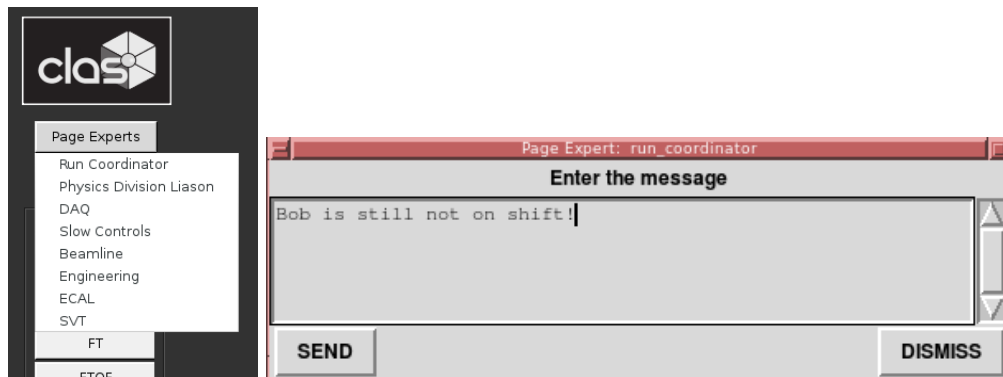 clas
Page Experts
Run Coordinator
Physics Division Liason
DAQ
Slow Controls
Beamline
Engineering
ECAL
SVT
FT
FTOF
Page Expert: run_coordinator
Enter the message
Bob is still not on shift!
SEND
DISMISS